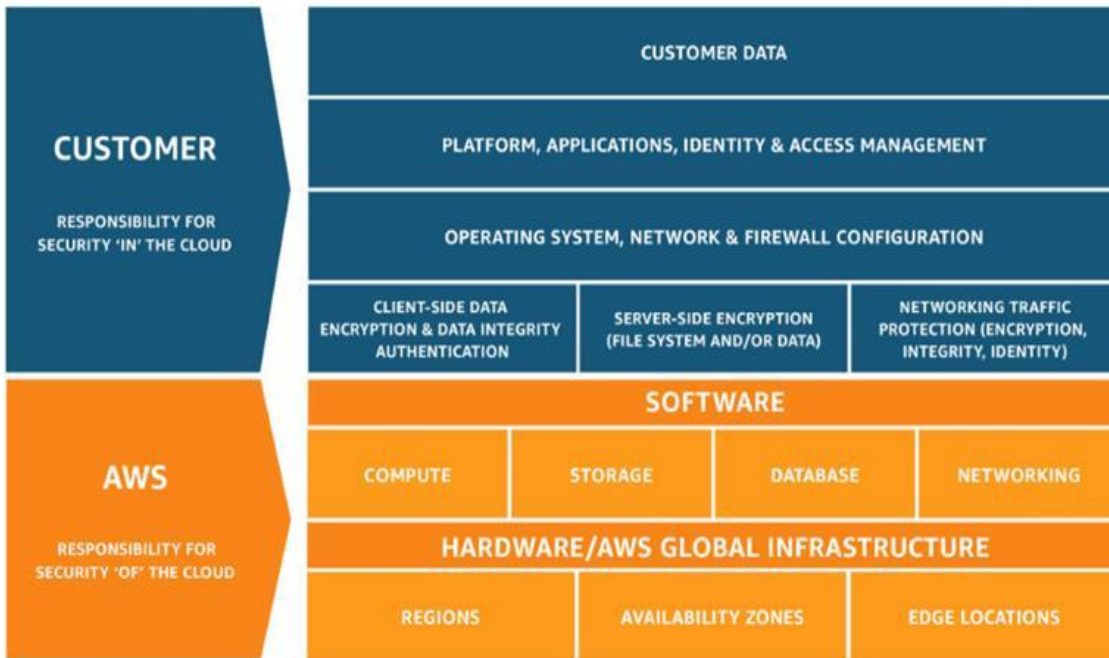 CUSTOMER
RESPONSIBILITY FOR
SECURITY ‘IN’ THE CLOUD
CUSTOMER DATA
PLATFORM, APPLICATIONS, IDENTITY & ACCESS MANAGEMENT
OPERATING SYSTEM, NETWORK & FIREWALL CONFIGURATION
CLIENT-SIDE DATA
ENCRYPTION & DATA INTEGRITY
AUTHENTICATION
SERVER-SIDE ENCRYPTION
(FILE SYSTEM AND/OR DATA)
NETWORKING TRAFFIC
PROTECTION (ENCRYPTION,
INTEGRITY, IDENTITY)
AWS
RESPONSIBILITY FOR
SECURITY ‘OF’ THE CLOUD
SOFTWARE
COMPUTE
STORAGE
DATABASE
NETWORKING
HARDWARE/AWS GLOBAL INFRASTRUCTURE
REGIONS
AVAILABILITY ZONES
EDGE LOCATIONS